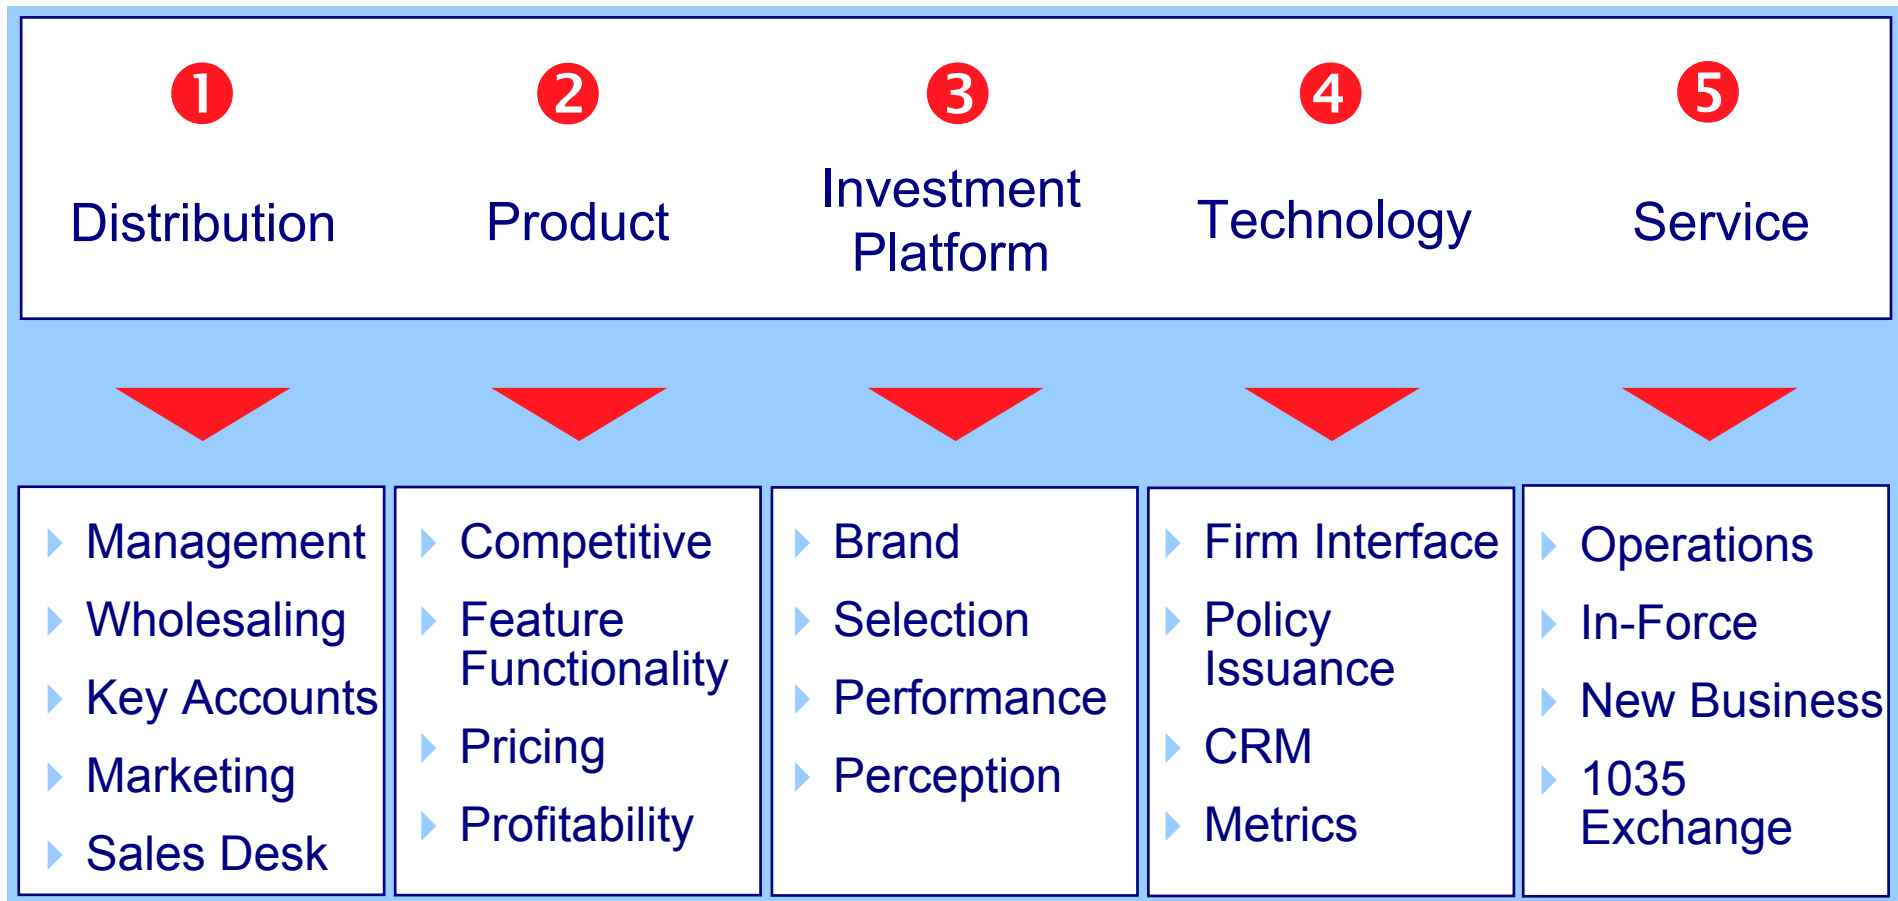 1
2
3
4
5
Distribution
Product
Investment
Platform
Technology
Service
Management
Wholesaling
Key Accounts
Marketing
Sales Desk
Competitive
Feature
Functionality
Pricing
Profitability
Brand
Selection
Performance
Perception
Firm Interface
Policy
Issuance
CRM
Metrics
Operations
In-Force
New Business
1035
Exchange